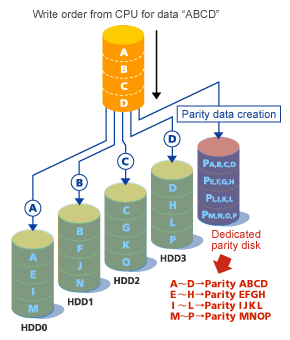 Write order from CPU for data “ABCD”
A
B
C
D
Parity data creation
A
B
C
D
PA,B,C,D
PE,F,G,H
PI,J,K,L
PM,N,O,P
D
H
L
P
C
G
K
O
B
F
J
N
A
E
I
M
Dedicated
parity disk
HDD3
HDD2
HDD1
HDD0
A～D→Parity ABCD
E～H→Parity EFGH
I～L→Parity IJKL
M～P→Parity MNOP